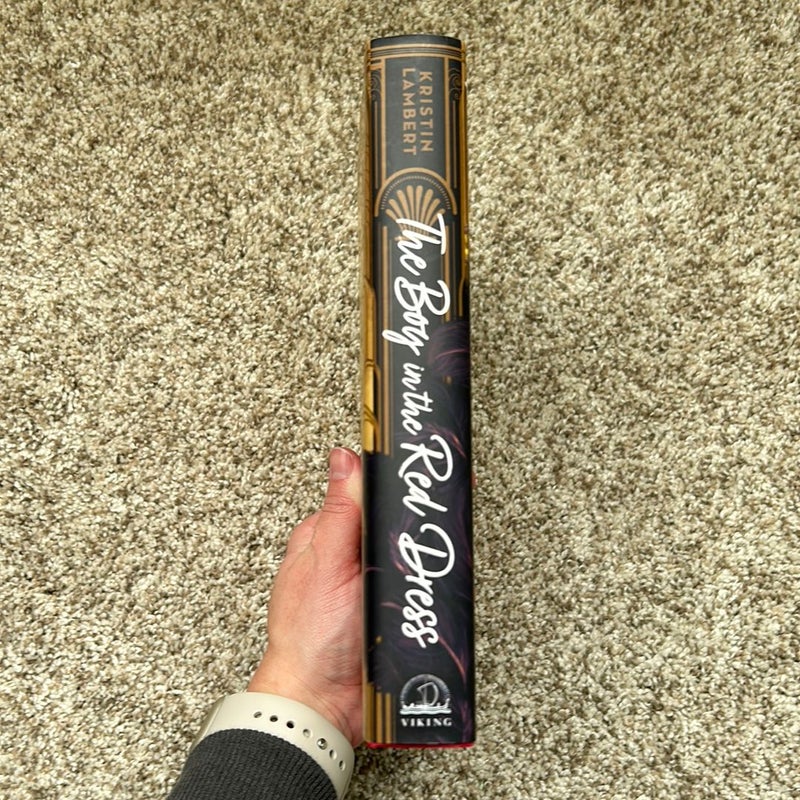 KRISTIN
LAMBERT
The Boy in the Red Dress
VIKING